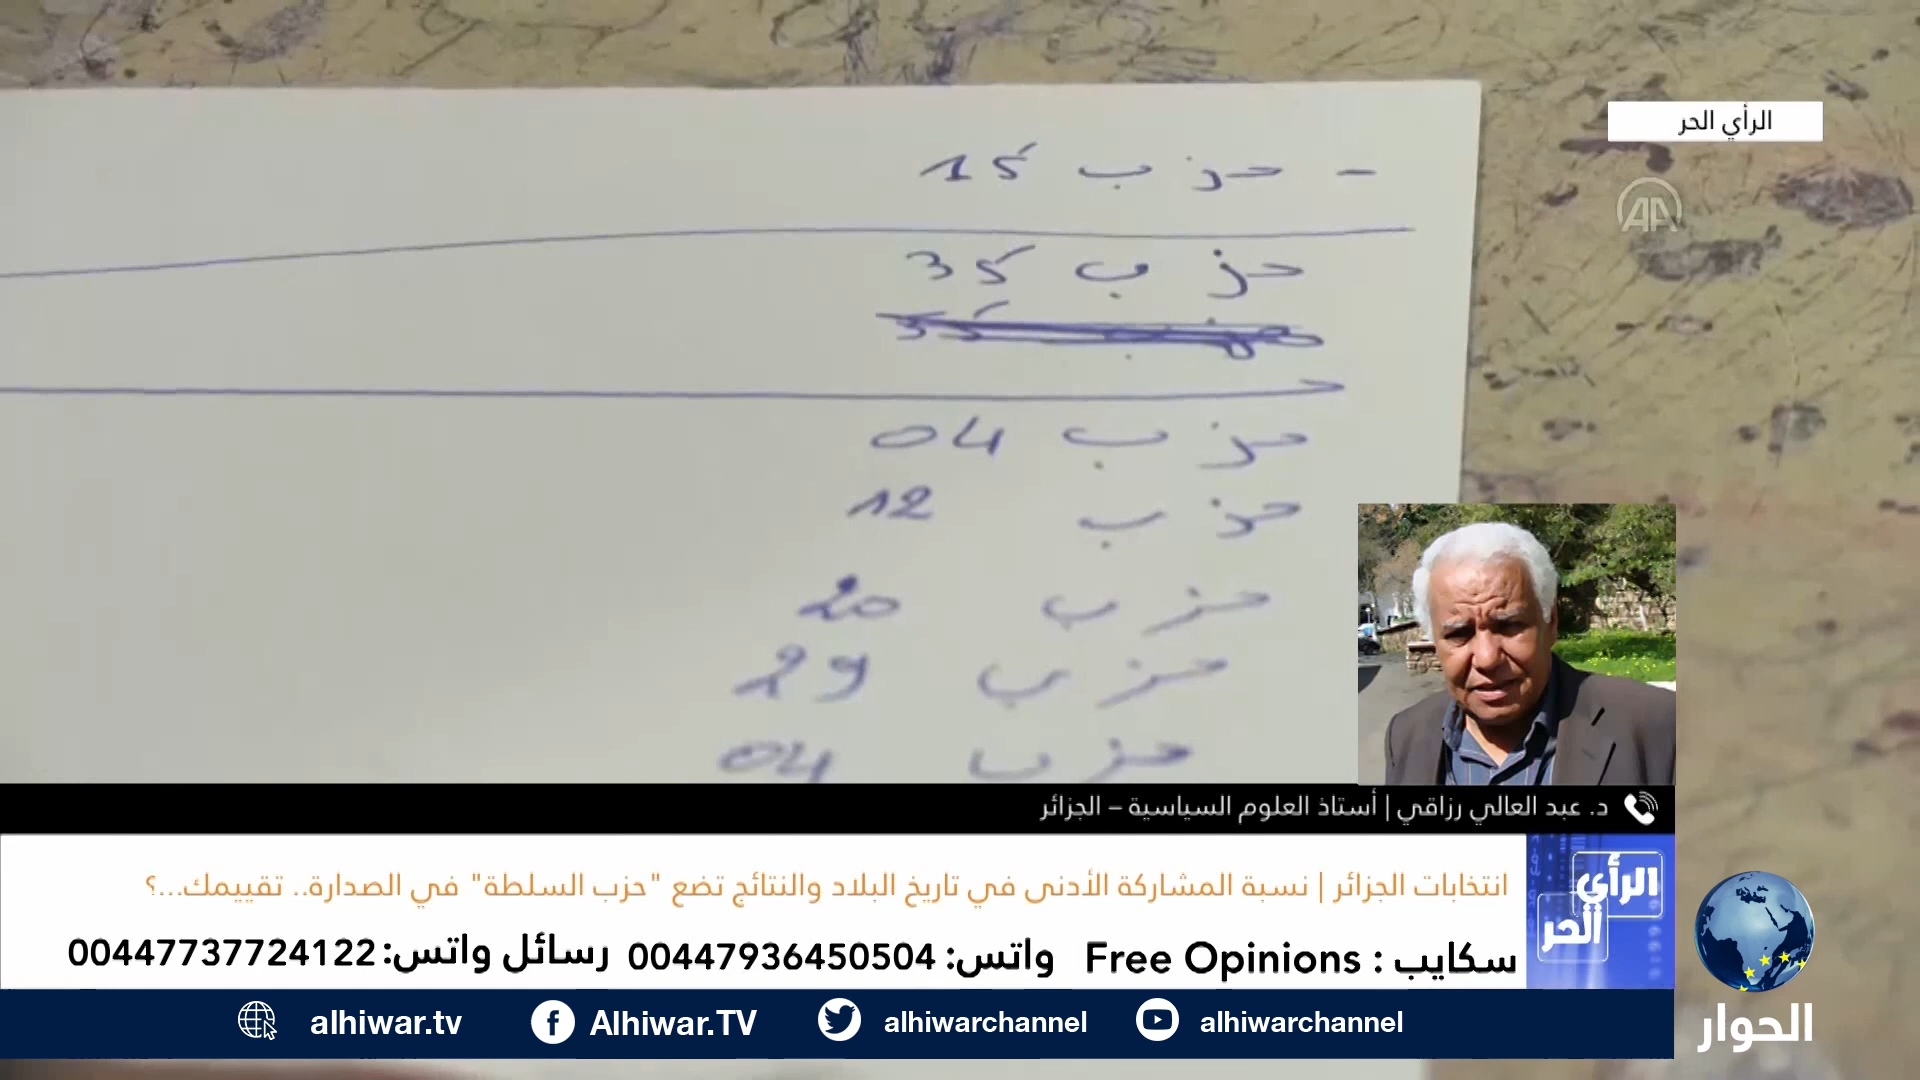 الرأي الحر
AA
- حزب 15
حزب 35
حزب 04
حزب 12
حزب 20
حزب 29
حزب 04
د. عبد العالي رزاقي | أستاذ العلوم السياسية – الجزائر
انتخابات الجزائر | نسبة المشاركة الأدنى في تاريخ البلاد والنتائج تضع "حزب السلطة" في الصدارة.. تقييمك...؟
الرأي
الحر
سكايب : Free Opinions واتس: 00447936450504 رسائل واتس: 00447737724122
alhiwar.tv Alhiwar.TV alhiwarchannel alhiwarchannel
الحوار